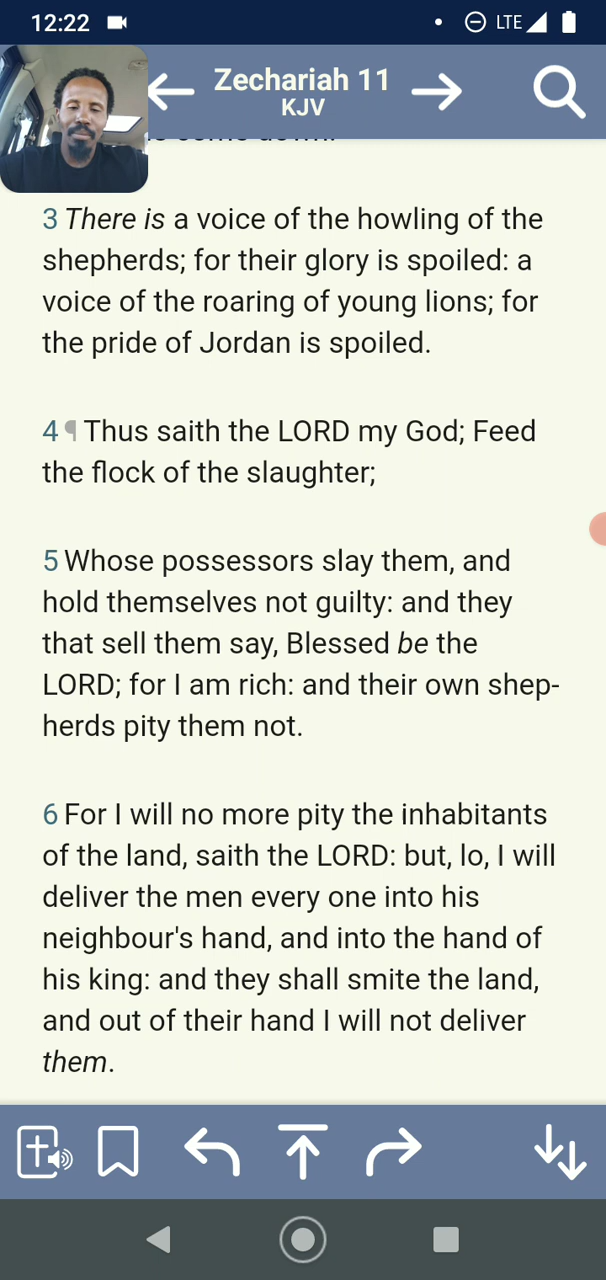 12:22
LTE
Zechariah 11
KJV
come down.
3 There is a voice of the howling of the
shepherds; for their glory is spoiled: a
voice of the roaring of young lions; for
the pride of Jordan is spoiled.
4 ¶ Thus saith the LORD my God; Feed
the flock of the slaughter;
5 Whose possessors slay them, and
hold themselves not guilty: and they
that sell them say, Blessed be the
LORD; for I am rich: and their own shep-
herds pity them not.
6 For I will no more pity the inhabitants
of the land, saith the LORD: but, lo, I will
deliver the men every one into his
neighbour's hand, and into the hand of
his king: and they shall smite the land,
and out of their hand I will not deliver
them.